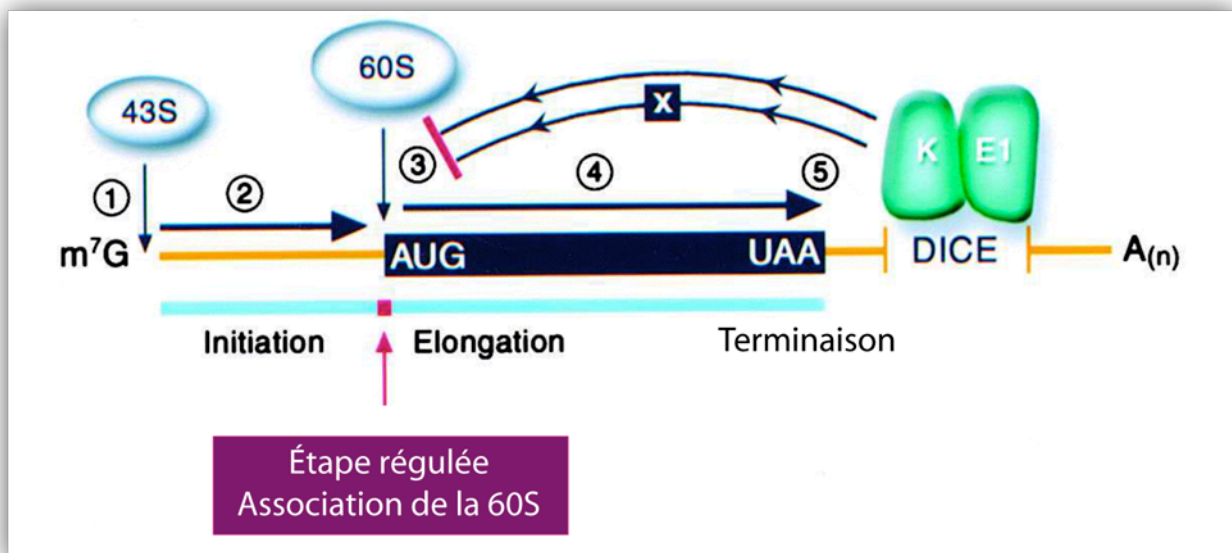 60S
43S
X
K E1
① ② ③ ④ ⑤
m⁷G AUG UAA DICE A(n)
Initiation Elongation Terminaison
Étape régulée
Association de la 60S